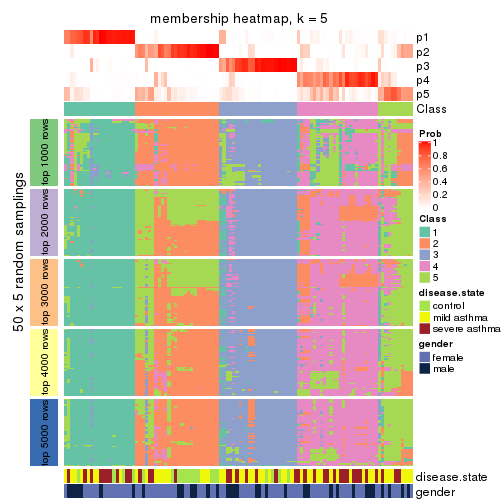 membership heatmap, k = 5
p1
p2
p3
p4
p5
Class
50 x 5 random samplings
top 1000 rows
top 2000 rows
top 3000 rows
top 4000 rows
top 5000 rows
disease.state
gender
Prob
1
0.8
0.6
0.4
0.2
0
Class
1
2
3
4
5
disease.state
control
mild asthma
severe asthma
gender
female
male